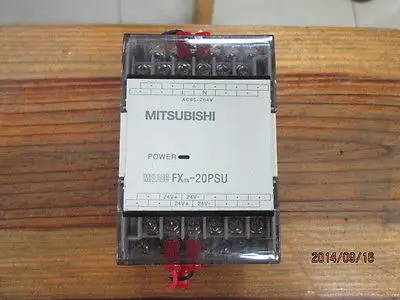 L N
AC85-264V
MITSUBISHI
POWER
MELSEC FX2N-20PSU
24V+ 24V-
24V+ 24V-
2014/09/16